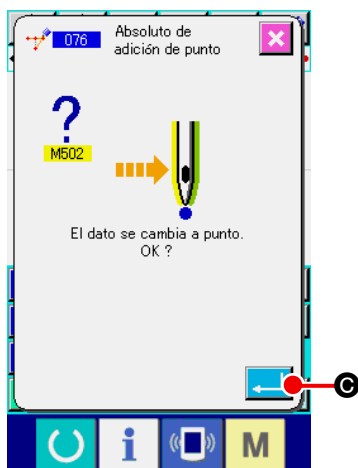 076
Absoluto de
adición de punto
?
M502
El dato se cambia a punto.
OK ?
C
i
M